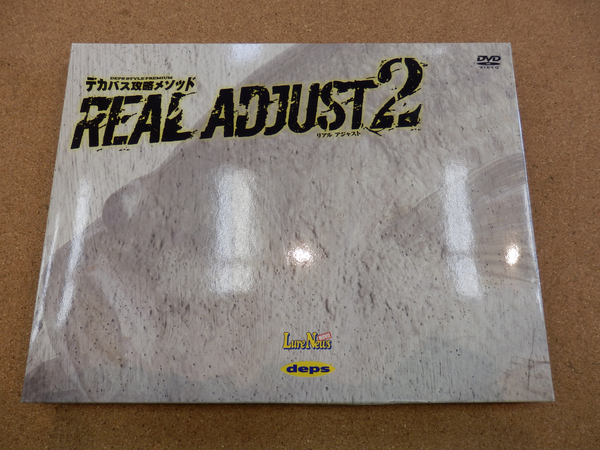 DEPS STYLE PREMIUM
デカバス攻略メソッド
REAL ADJUST2
リアル アジャスト
DVD
VIDEO
Lure News
deps